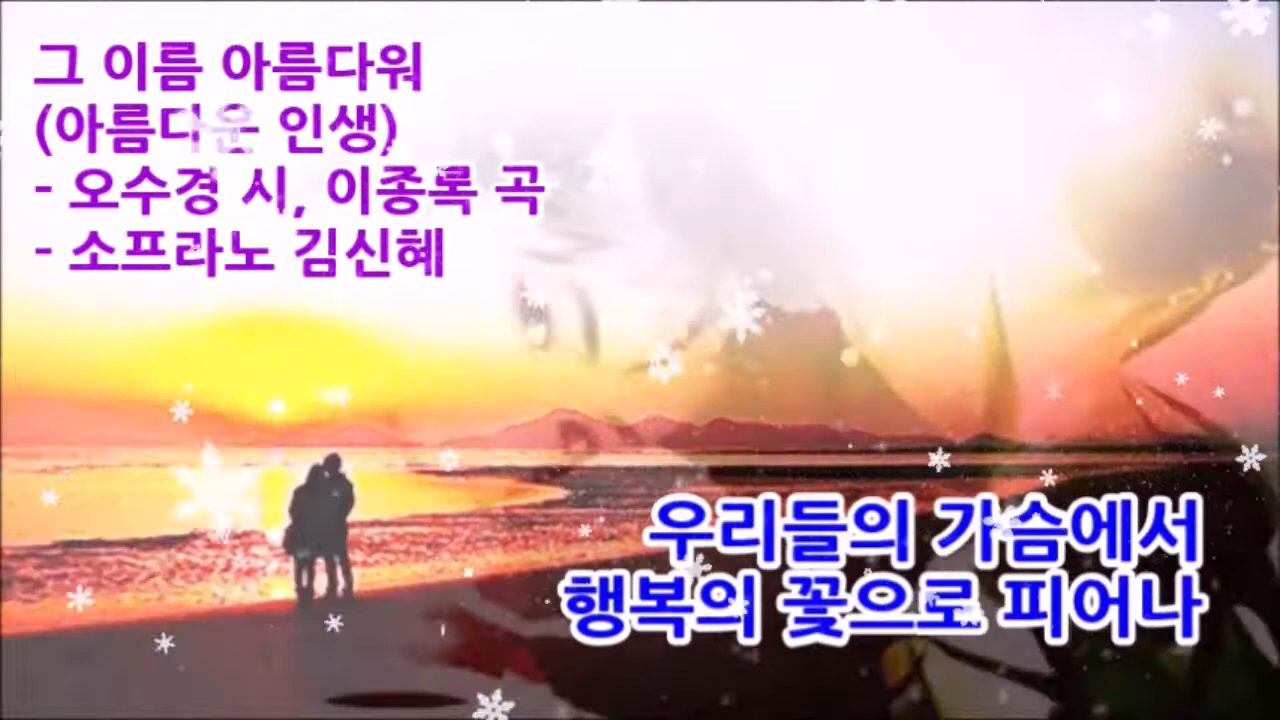 그 이름 아름다워
(아름다운 인생)
- 오수경 시, 이종록 곡
- 소프라노 김신혜
우리들의 가슴에서
행복의 꽃으로 피어나